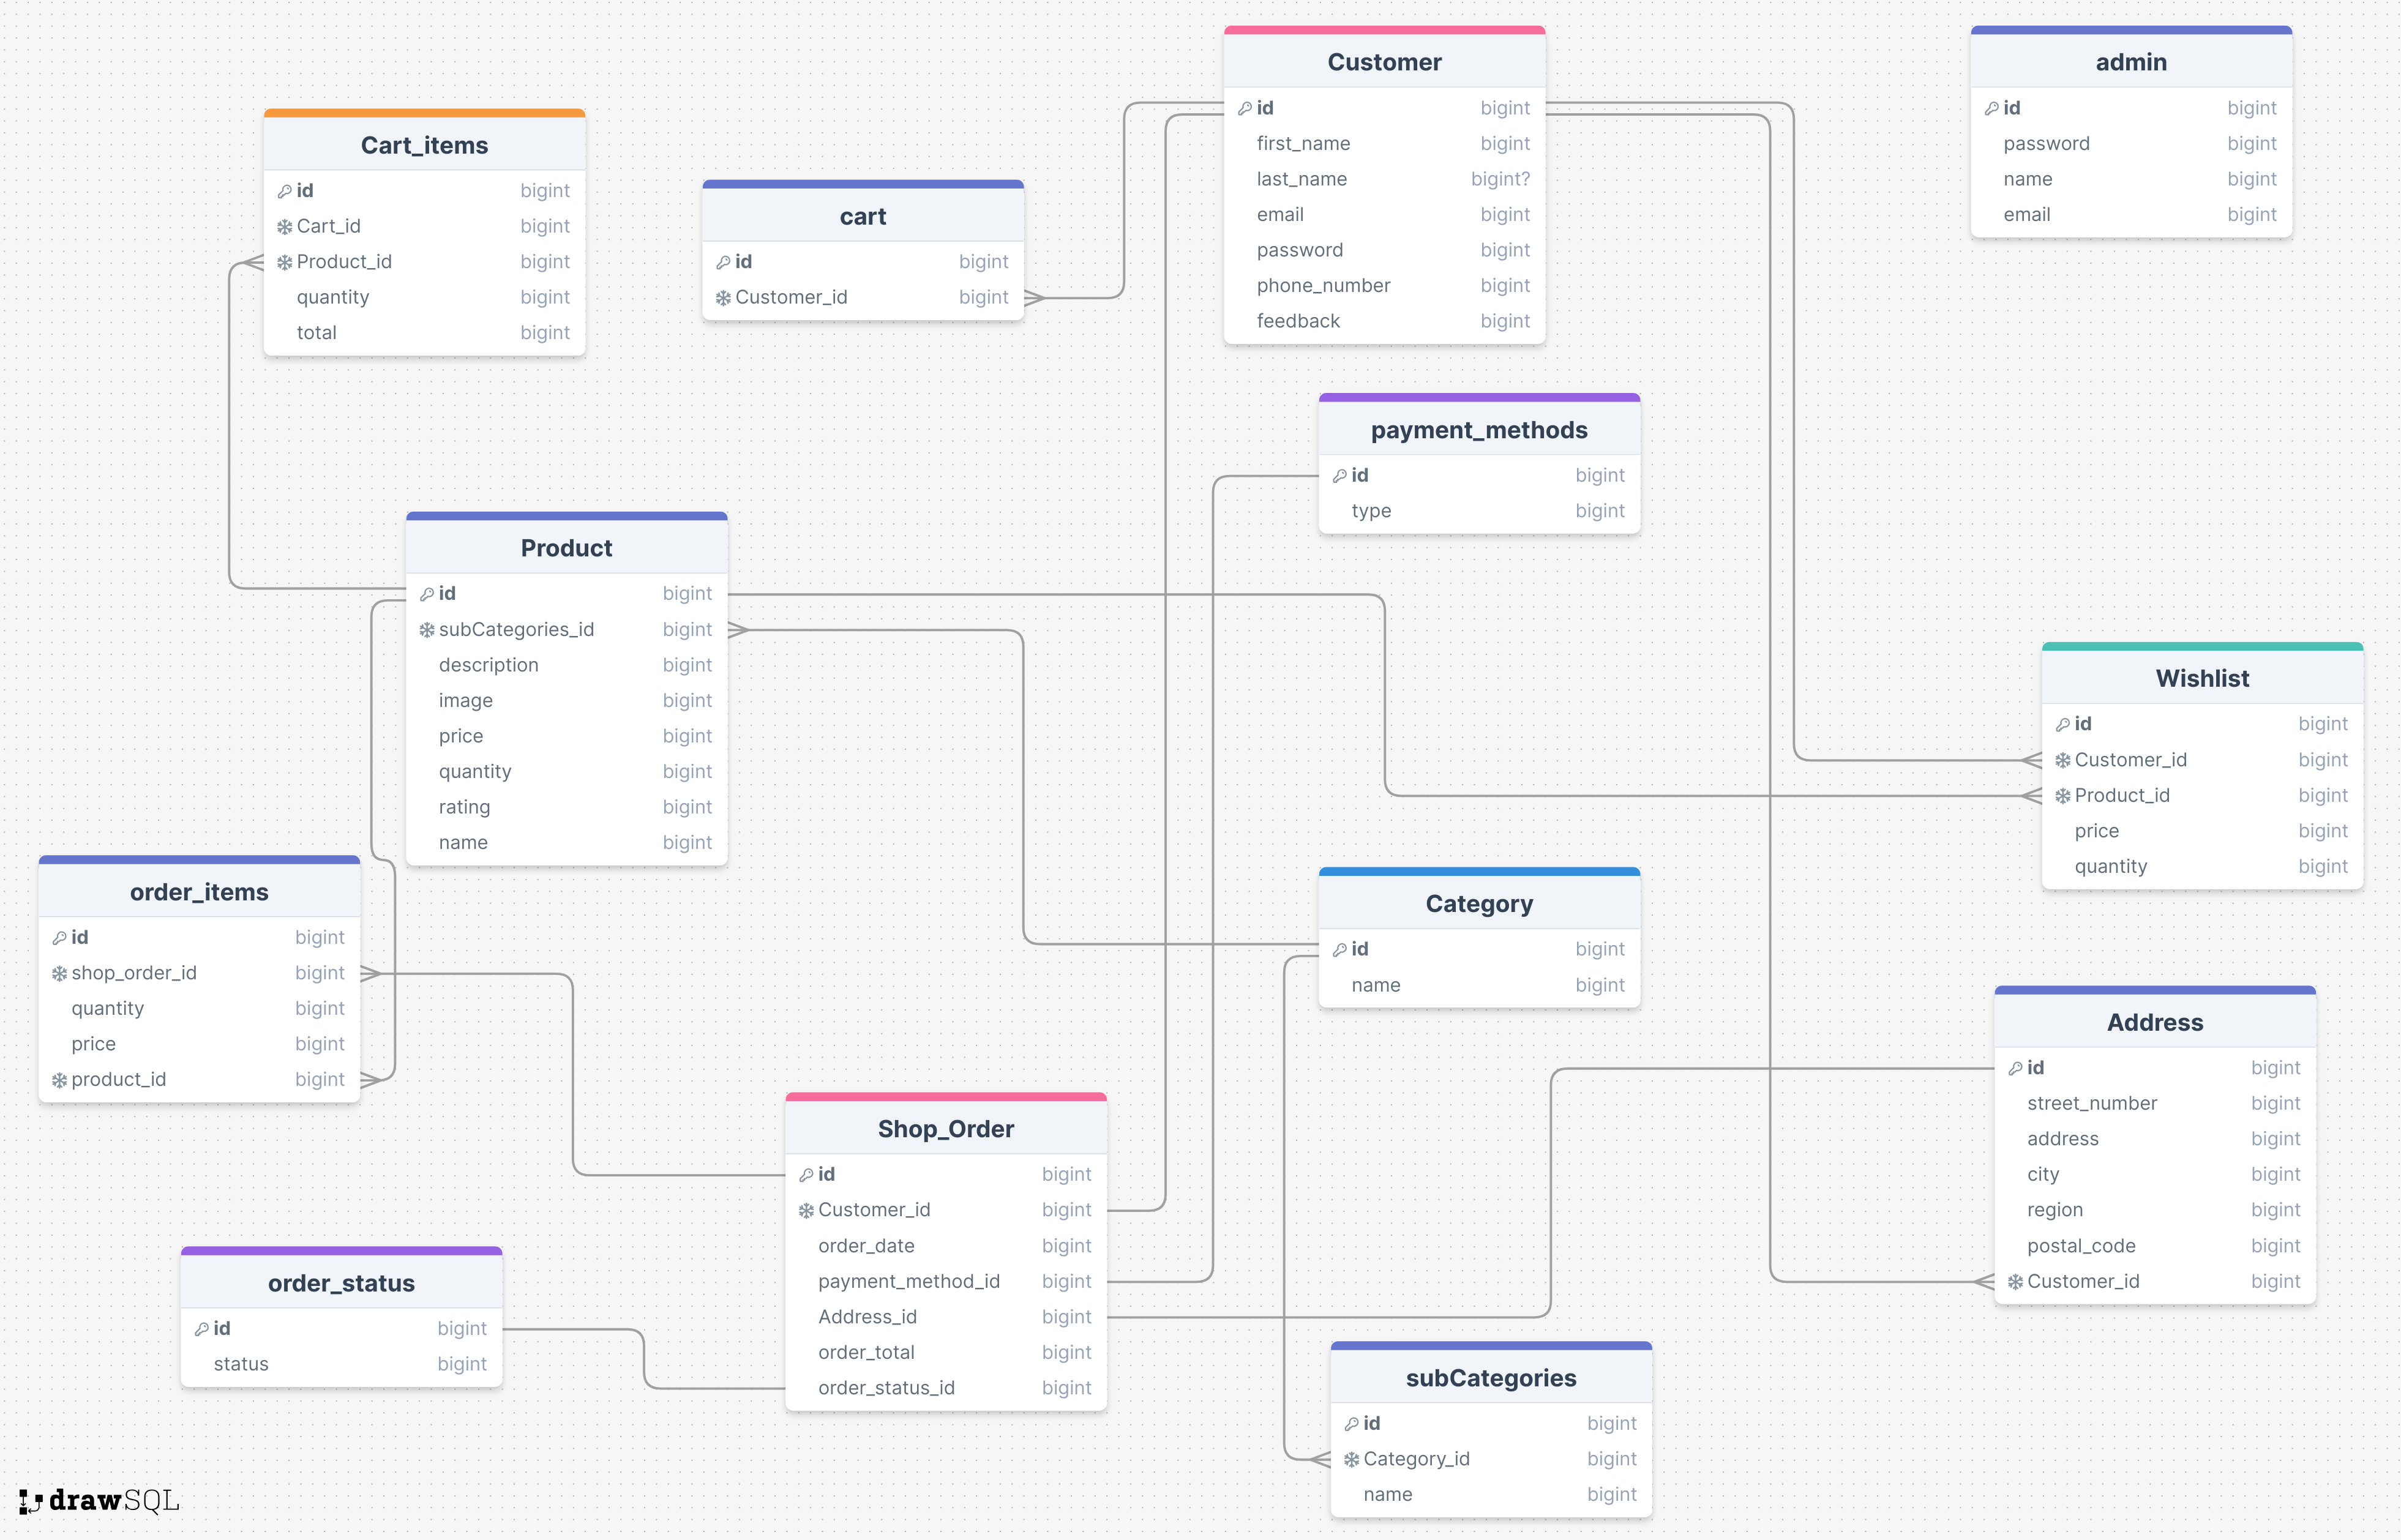 Customer
id bigint
first_name bigint
last_name bigint?
email bigint
password bigint
phone_number bigint
feedback bigint
admin
id bigint
password bigint
name bigint
email bigint
Cart_items
id bigint
Cart_id bigint
Product_id bigint
quantity bigint
total bigint
cart
id bigint
Customer_id bigint
payment_methods
id bigint
type bigint
Product
id bigint
subCategories_id bigint
description bigint
image bigint
price bigint
quantity bigint
rating bigint
name bigint
Wishlist
id bigint
Customer_id bigint
Product_id bigint
price bigint
quantity bigint
order_items
id bigint
shop_order_id bigint
quantity bigint
price bigint
product_id bigint
Category
id bigint
name bigint
Address
id bigint
street_number bigint
address bigint
city bigint
region bigint
postal_code bigint
Customer_id bigint
Shop_Order
id bigint
Customer_id bigint
order_date bigint
payment_method_id bigint
Address_id bigint
order_total bigint
order_status_id bigint
order_status
id bigint
status bigint
subCategories
id bigint
Category_id bigint
name bigint
drawSQL